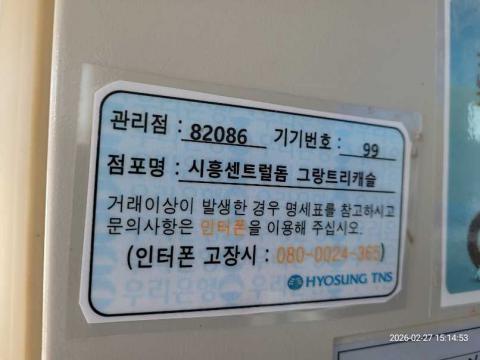 관리점 : 82086 기기번호 : 99
점포명 : 시흥센트럴돔 그랑트리캐슬
거래이상이 발생한 경우 명세표를 참고하시고
문의사항은 인터폰을 이용해 주십시오.
(인터폰 고장시 : 080-0024-365)
HYOSUNG TNS
우리은행
2026-02-27 15:14:53